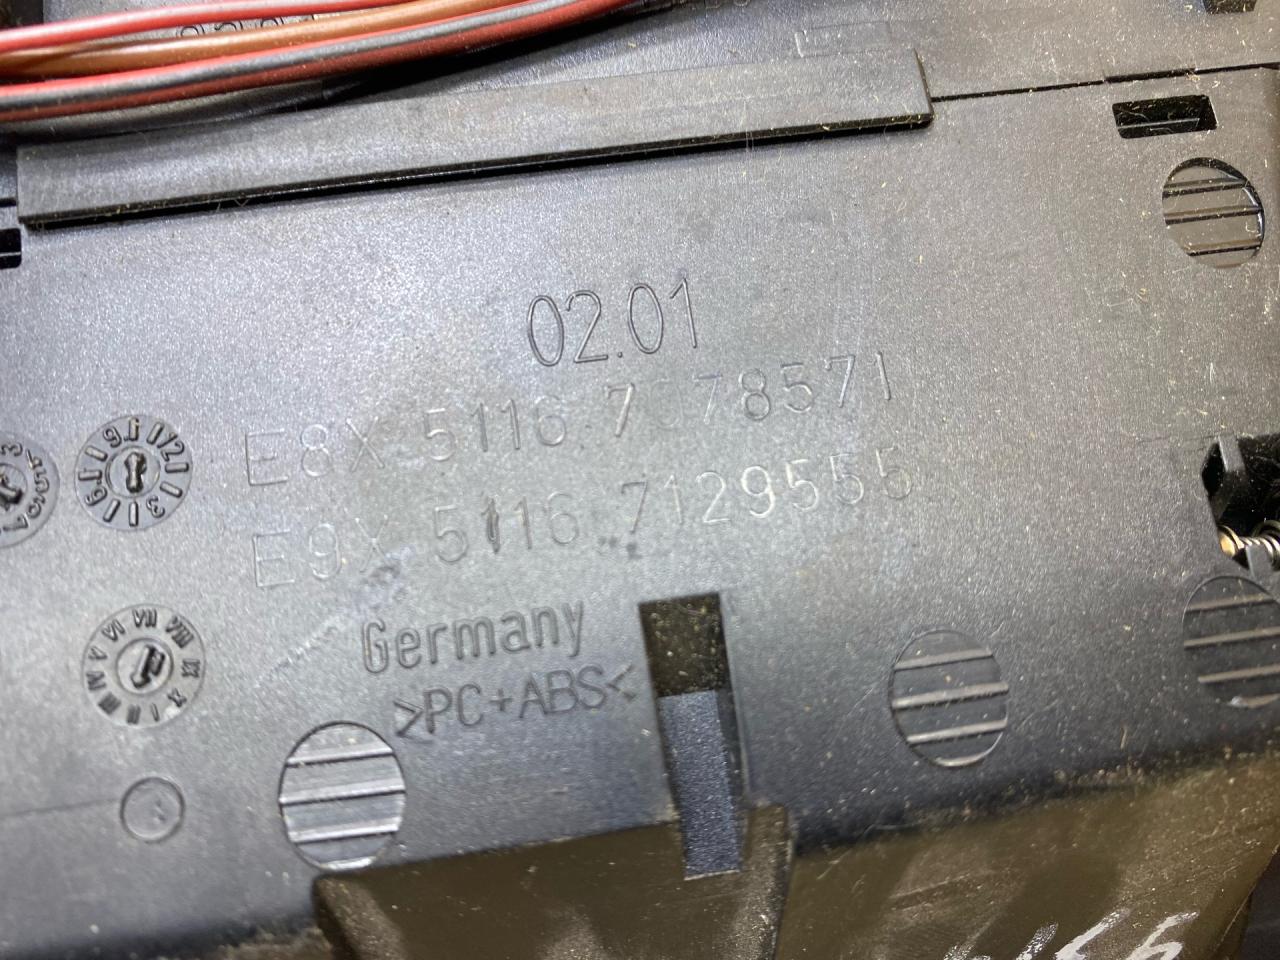 02.01
E8X 5116 7078571
E9X 5116 7129555
Germany
>PC+ABS<